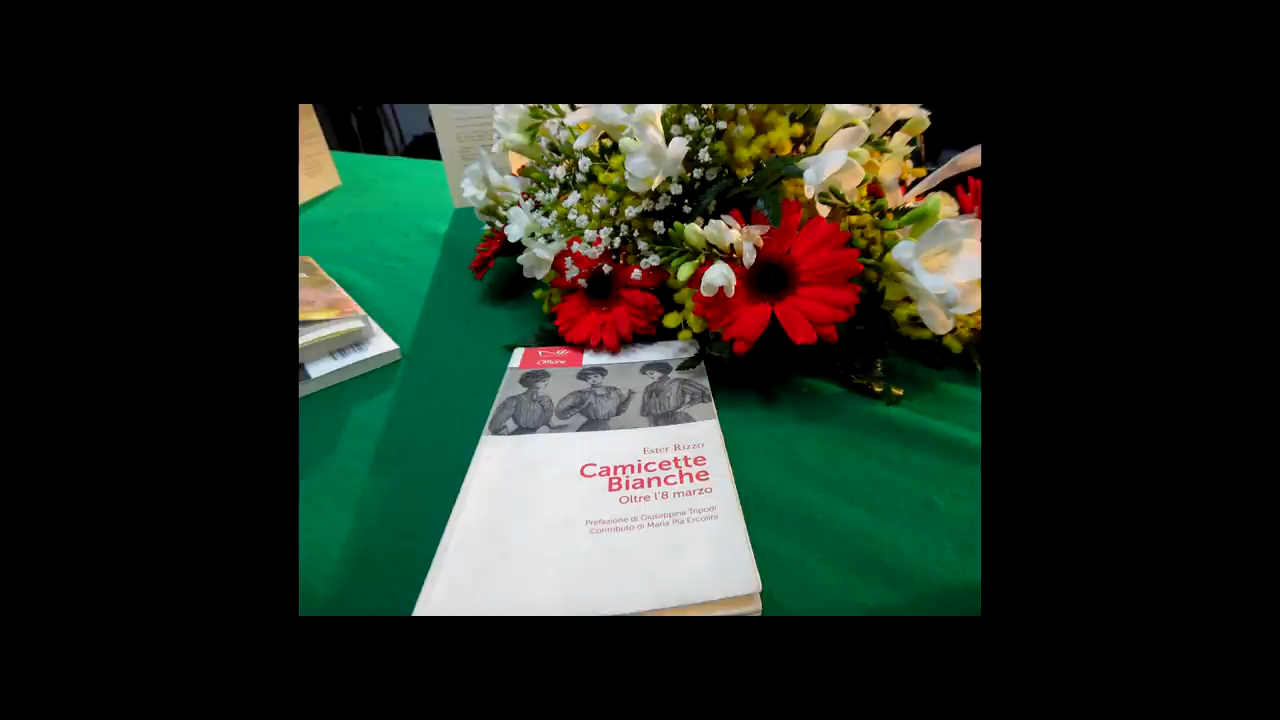 Officine
Ester Rizzo
Camicette
Bianche
Oltre l'8 marzo
Prefazione di Giuseppina Tripodi
Contributo di Maria Pia Ercolini